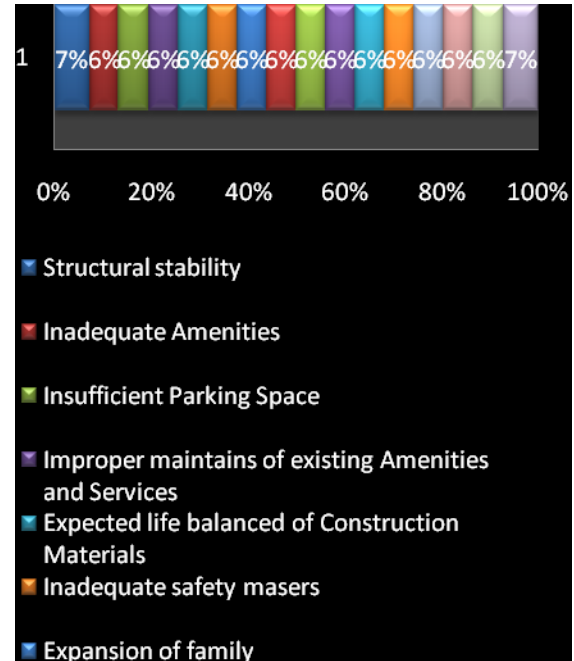 1 7% 6% 6% 6% 6% 6% 6% 6% 6% 6% 6% 6% 6% 6% 6% 7%
0% 20% 40% 60% 80% 100%
Structural stability
Inadequate Amenities
Insufficient Parking Space
Improper maintains of existing Amenities
and Services
Expected life balanced of Construction
Materials
Inadequate safety masers
Expansion of family